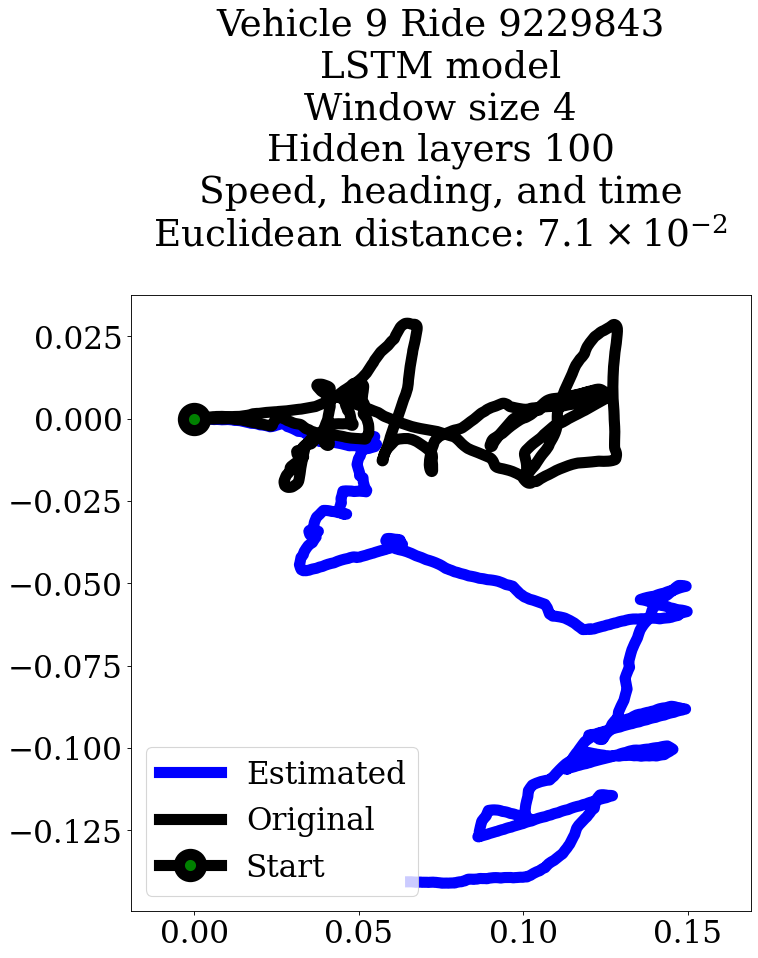 Vehicle 9 Ride 9229843
LSTM model
Window size 4
Hidden layers 100
Speed, heading, and time
Euclidean distance: 7.1 × 10⁻²
0.025
0.000
−0.025
−0.050
−0.075
−0.100
−0.125
Estimated
Original
Start
0.00 0.05 0.10 0.15